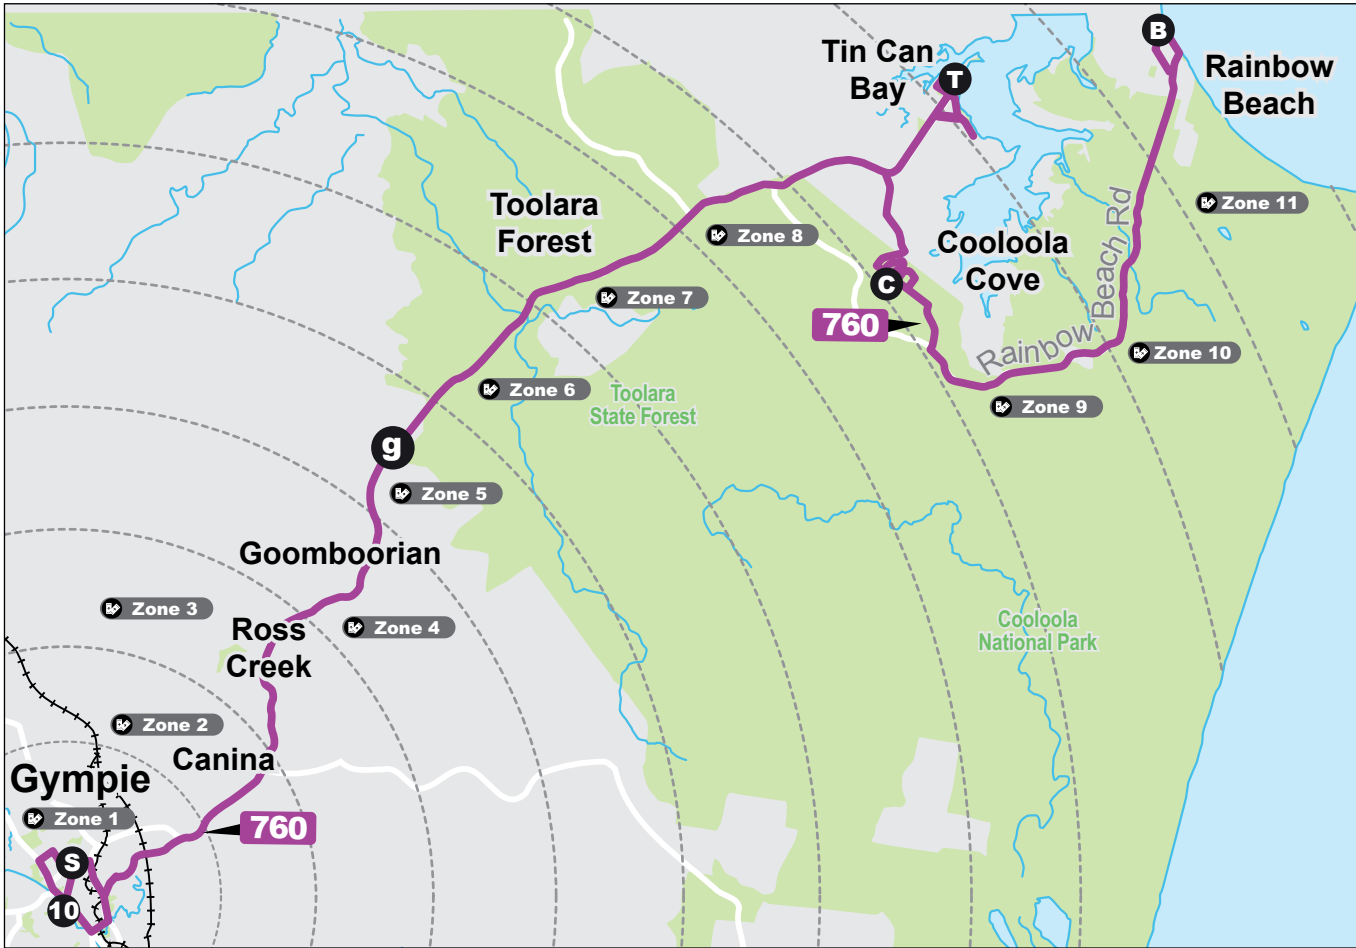 B
Tin Can
Bay
T
Rainbow
Beach
Zone 11
Toolara
Forest
Zone 8
Cooloola
Cove
C
Rainbow Beach Rd
Zone 7
760
Zone 10
Zone 6
Toolara
State Forest
Zone 9
g
Zone 5
Goomboorian
Zone 3
Ross
Creek
Zone 4
Cooloola
National Park
Zone 2
Canina
Gympie
Zone 1
760
S
10